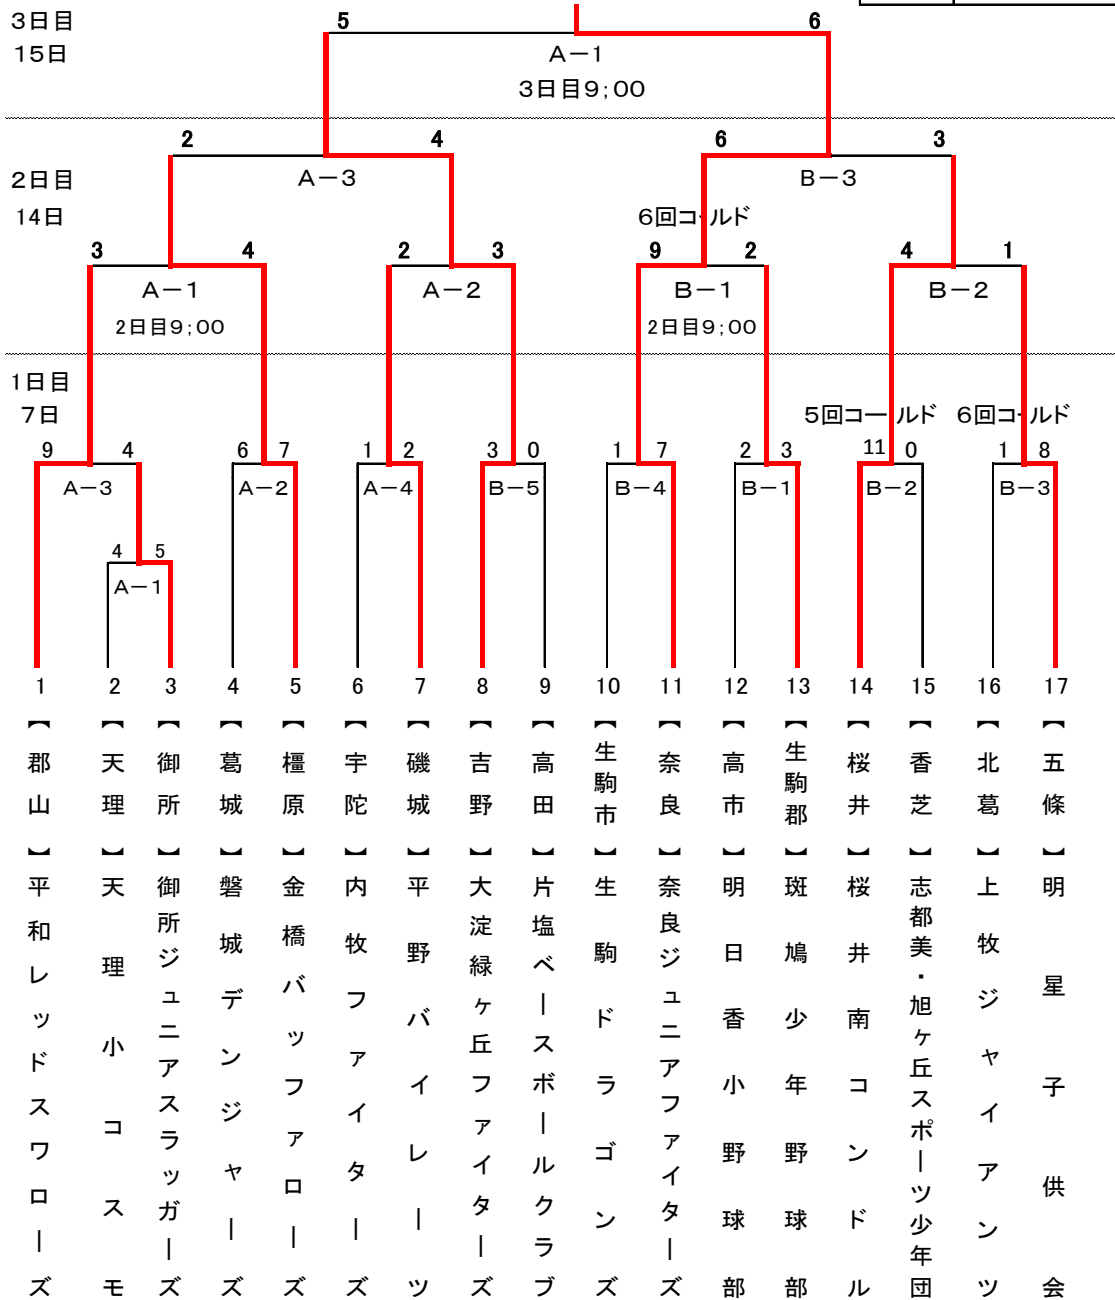 3日目
5
6
15日
A－1
3日目9；00
2
4
6
3
2日目
A－3
B－3
14日
6回コールド
3
4
2
3
9
2
4
1
A－1
A－2
B－1
B－2
2日目9；00
2日目9；00
1日目
7日
5回コールド
6回コールド
9
4
6
7
1
2
3
0
1
7
2
3
11
0
1
8
A－3
A－2
A－4
B－5
B－4
B－1
B－2
B－3
4
5
A－1
1
2
3
4
5
6
7
8
9
10
11
12
13
14
15
16
17
【郡山】平和レッドスワローズ
【天理】天理小コスモ
【御所】御所ジュニアスラッガーズ
【葛城】磐城デンジャーズ
【橿原】金橋バッファローズ
【宇陀】内牧ファイターズ
【磯城】平野バイレーツ
【吉野】大淀緑ヶ丘ファイターズ
【高田】片塩ベースボールクラブ
【生駒市】生駒ドラゴンズ
【奈良】奈良ジュニアファイターズ
【高市】明日香小野球部
【生駒郡】斑鳩少年野球部
【桜井】桜井南コンドル
【香芝】志都美・旭ヶ丘スポーツ少年団
【北葛】上牧ジャイアンツ
【五條】明星子供会